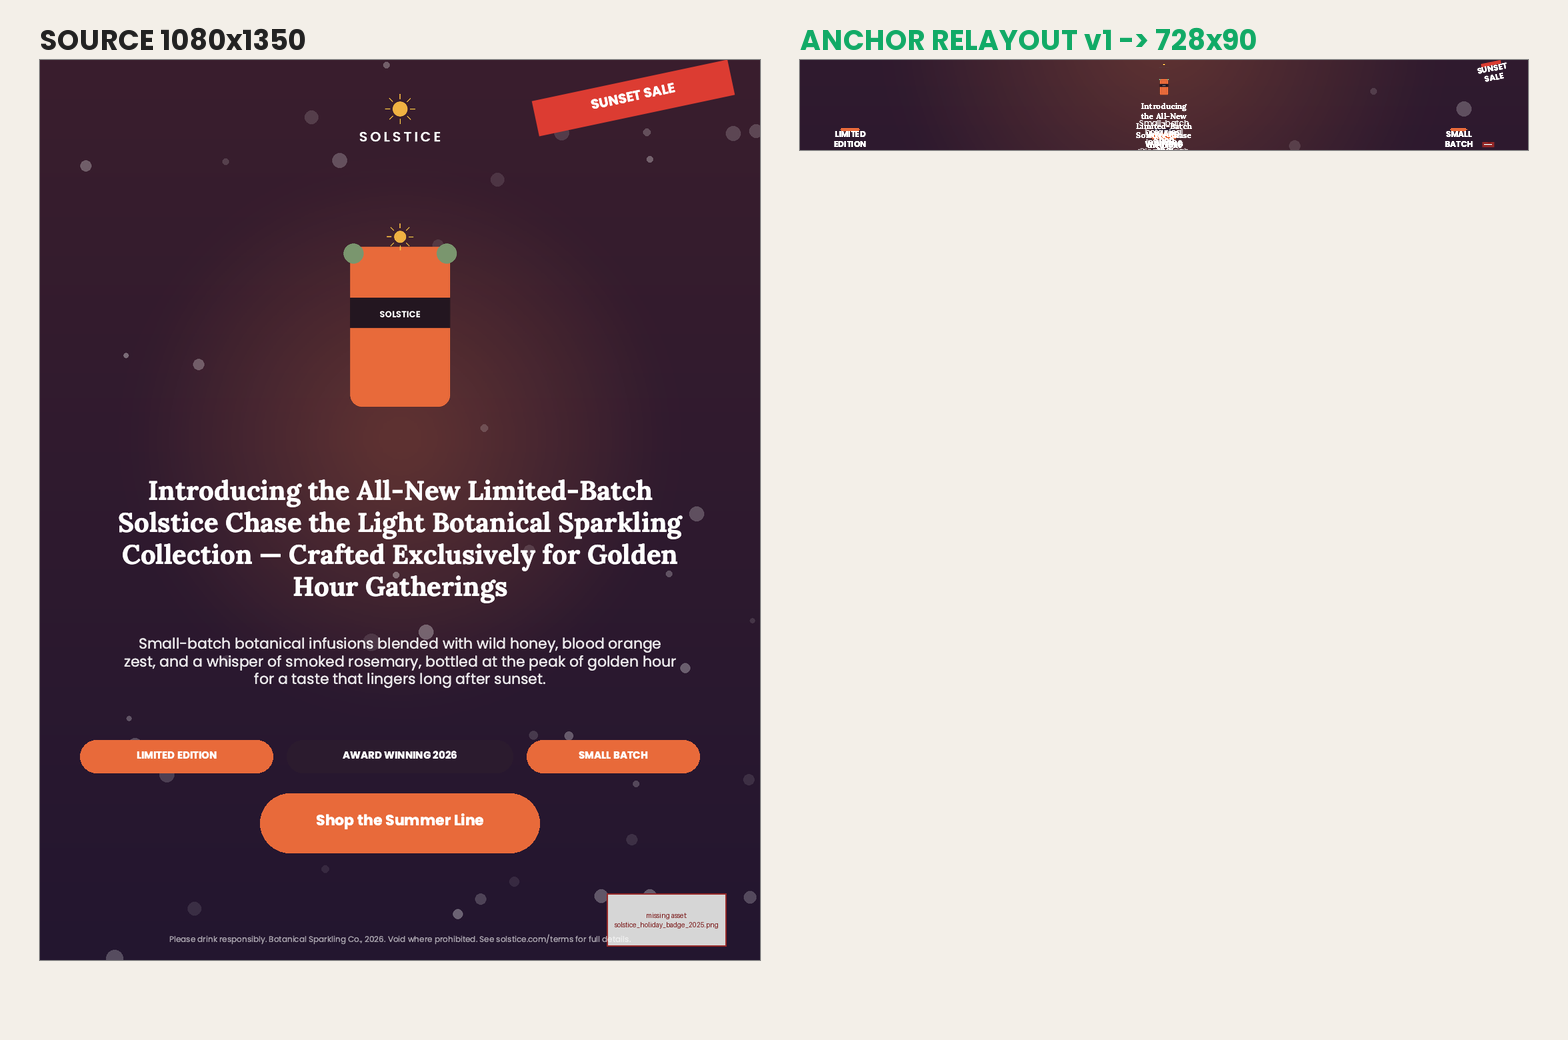 SOURCE 1080x1350
SUNSET SALE
SOLSTICE
SOLSTICE
Introducing the All-New Limited-Batch
Solstice Chase the Light Botanical Sparkling
Collection — Crafted Exclusively for Golden
Hour Gatherings
Small-batch botanical infusions blended with wild honey, blood orange
zest, and a whisper of smoked rosemary, bottled at the peak of golden hour
for a taste that lingers long after sunset.
LIMITED EDITION
AWARD WINNING 2026
SMALL BATCH
Shop the Summer Line
missing asset
solstice_holiday_badge_2025.png
Please drink responsibly. Botanical Sparkling Co., 2026. Void where prohibited. See solstice.com/terms for full details.
ANCHOR RELAYOUT v1 -> 728x90
SUNSET
SALE
Introducing
the All-New
Limited-Batch
LIMITED
EDITION
SMALL
BATCH